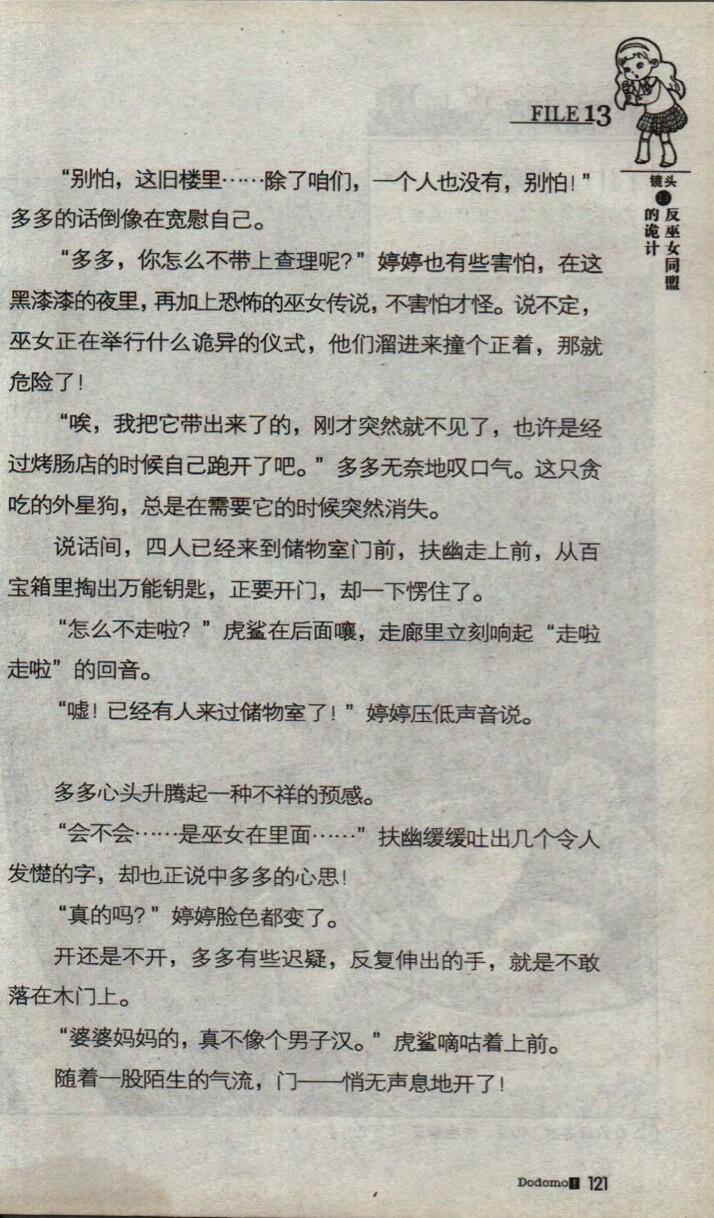 FILE 13
镜头
反巫女同盟
的诡计
“别怕，这旧楼里……除了咱们，一个人也没有，别怕！”
多多的话倒像在宽慰自己。
“多多，你怎么不带上查理呢？”婷婷也有些害怕，在这
黑漆漆的夜里，再加上恐怖的巫女传说，不害怕才怪。说不定，
巫女正在举行什么诡异的仪式，他们溜进来撞个正着，那就
危险了！
“唉，我把它带出来了的，刚才突然就不见了，也许是经
过烤肠店的时候自己跑开了吧。”多多无奈地叹口气。这只贪
吃的外星狗，总是在需要它的时候突然消失。
说话间，四人已经来到储物室门前，扶幽走上前，从百
宝箱里掏出万能钥匙，正要开门，却一下愣住了。
“怎么不走啦？”虎鲨在后面嚷，走廊里立刻响起“走啦
走啦”的回音。
“嘘！已经有人来过储物室了！”婷婷压低声音说。
多多心头升腾起一种不祥的预感。
“会不会……是巫女在里面……”扶幽缓缓吐出几个令人
发憷的字，却也正说中多多的心思！
“真的吗？”婷婷脸色都变了。
开还是不开，多多有些迟疑，反复伸出的手，就是不敢
落在木门上。
“婆婆妈妈的，真不像个男子汉。”虎鲨嘀咕着上前。
随着一股陌生的气流，门——悄无声息地开了！
Dodomo! 121